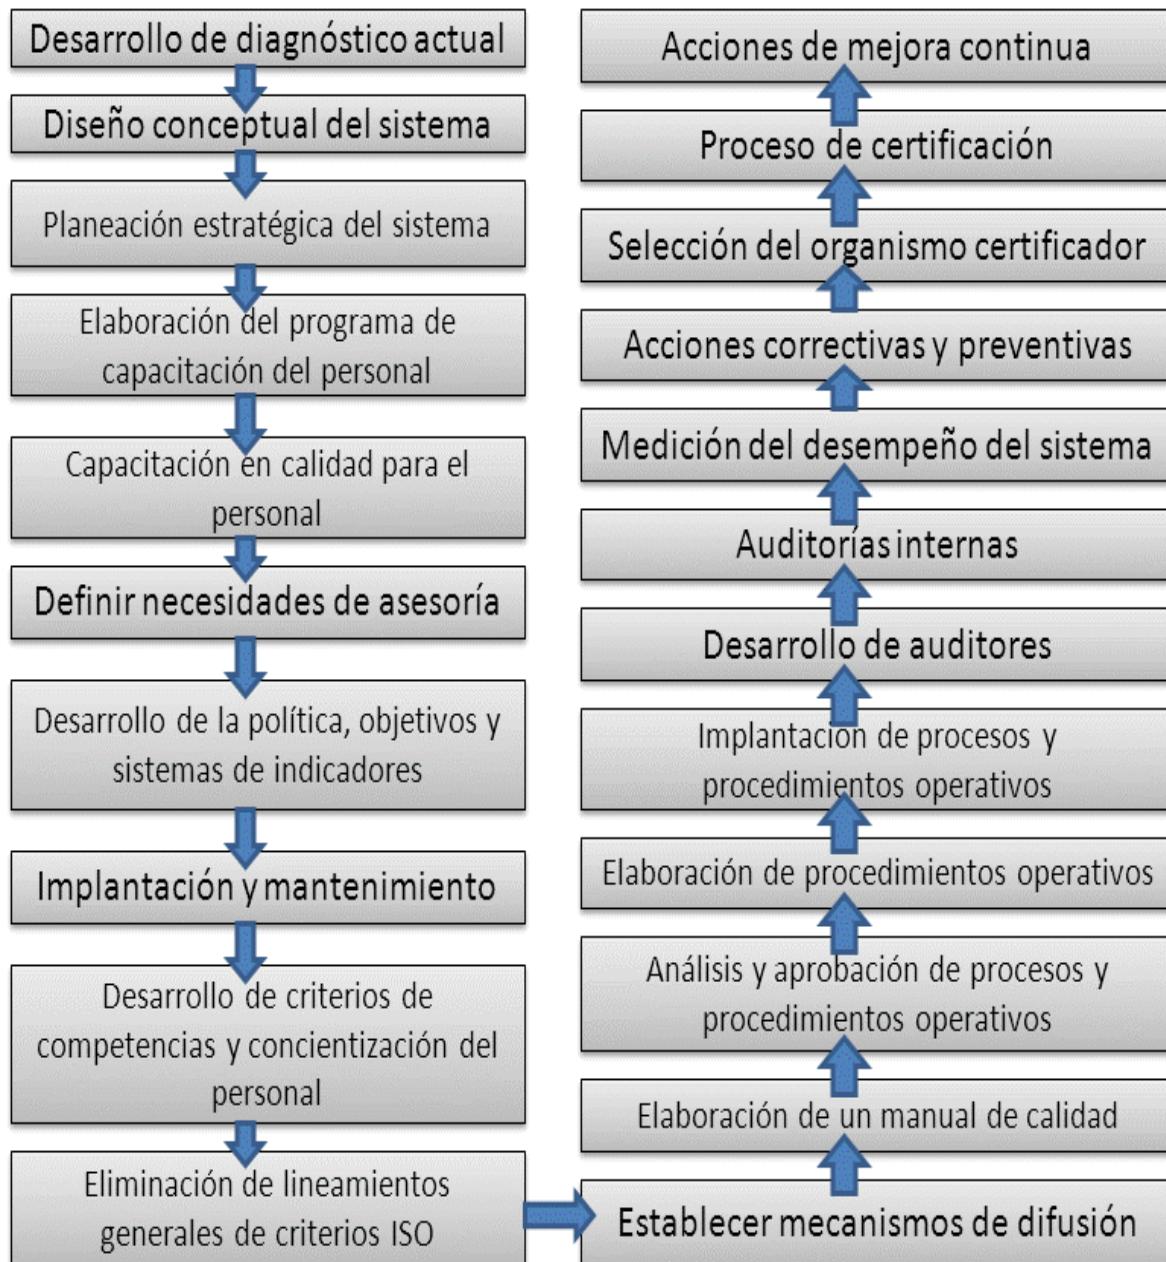 Desarrollo de diagnóstico actual
Diseño conceptual del sistema
Planeación estratégica del sistema
Elaboración del programa de
capacitación del personal
Capacitación en calidad para el
personal
Definir necesidades de asesoría
Desarrollo de la política, objetivos y
sistemas de indicadores
Implantación y mantenimiento
Desarrollo de criterios de
competencias y concientización del
personal
Eliminación de lineamientos
generales de criterios ISO
Establecer mecanismos de difusión
Elaboración de un manual de calidad
Análisis y aprobación de procesos y
procedimientos operativos
Elaboración de procedimientos operativos
Implantación de procesos y
procedimientos operativos
Desarrollo de auditores
Auditorías internas
Medición del desempeño del sistema
Acciones correctivas y preventivas
Selección del organismo certificador
Proceso de certificación
Acciones de mejora continua